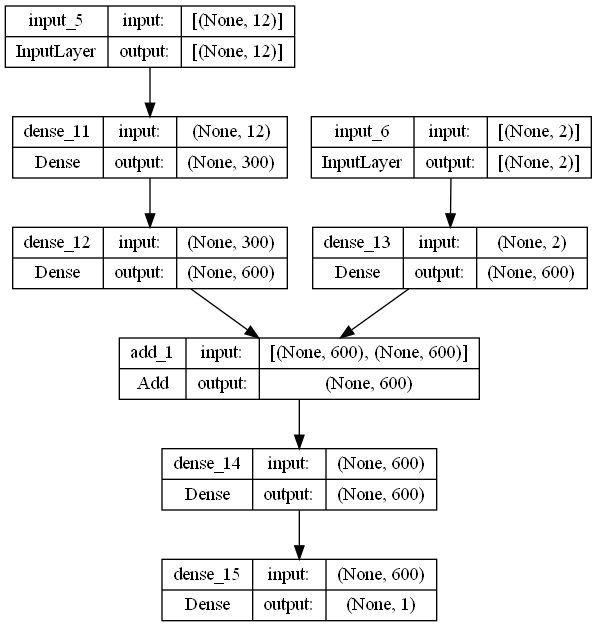 input_5 input: [(None, 12)]
InputLayer output: [(None, 12)]
dense_11 input: (None, 12)
Dense output: (None, 300)
input_6 input: [(None, 2)]
InputLayer output: [(None, 2)]
dense_12 input: (None, 300)
Dense output: (None, 600)
dense_13 input: (None, 2)
Dense output: (None, 600)
add_1 input: [(None, 600), (None, 600)]
Add output: (None, 600)
dense_14 input: (None, 600)
Dense output: (None, 600)
dense_15 input: (None, 600)
Dense output: (None, 1)